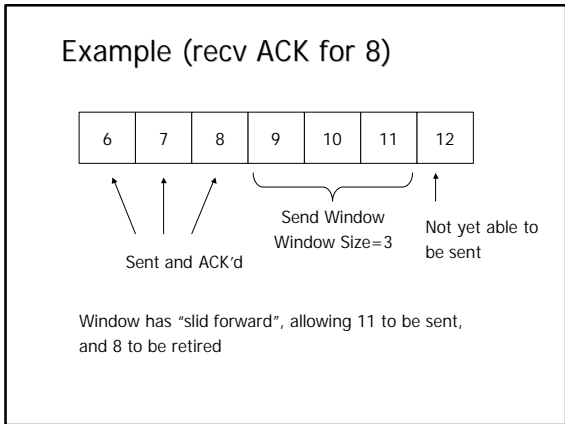 Example (recv ACK for 8)
6 7 8 9 10 11 12
Send Window
Window Size=3
Not yet able to
be sent
Sent and ACK’d
Window has “slid forward”, allowing 11 to be sent,
and 8 to be retired